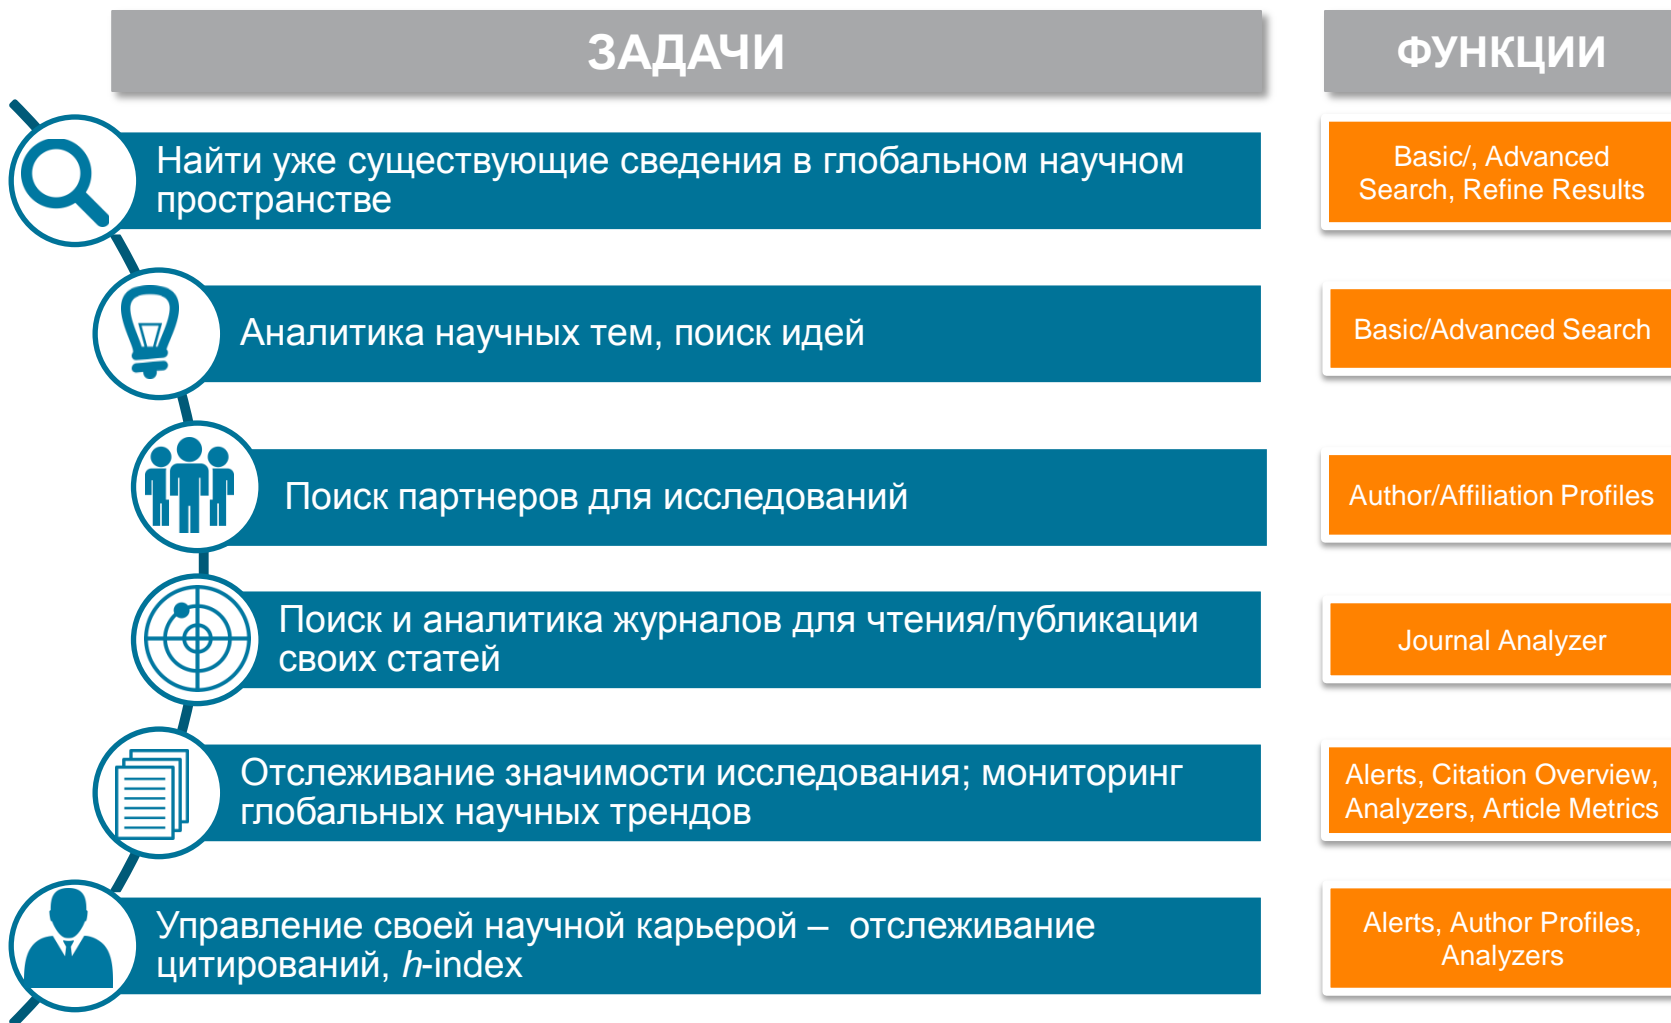 ЗАДАЧИ
ФУНКЦИИ
Найти уже существующие сведения в глобальном научном
пространстве
Basic/, Advanced
Search, Refine Results
Аналитика научных тем, поиск идей
Basic/Advanced Search
Поиск партнеров для исследований
Author/Affiliation Profiles
Поиск и аналитика журналов для чтения/публикации
своих статей
Journal Analyzer
Отслеживание значимости исследования; мониторинг
глобальных научных трендов
Alerts, Citation Overview,
Analyzers, Article Metrics
Управление своей научной карьерой – отслеживание
цитирований, h-index
Alerts, Author Profiles,
Analyzers